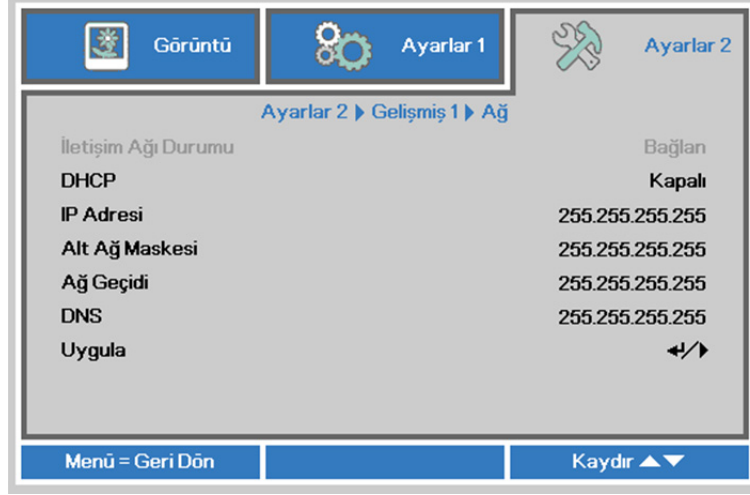 Görüntü Ayarlar 1 Ayarlar 2
Ayarlar 2 Gelişmiş 1 Ağ
İletişim Ağı Durumu Bağlan
DHCP Kapalı
IP Adresi 255.255.255.255
Alt Ağ Maskesi 255.255.255.255
Ağ Geçidi 255.255.255.255
DNS 255.255.255.255
Uygula
Menü = Geri Dön Kaydır